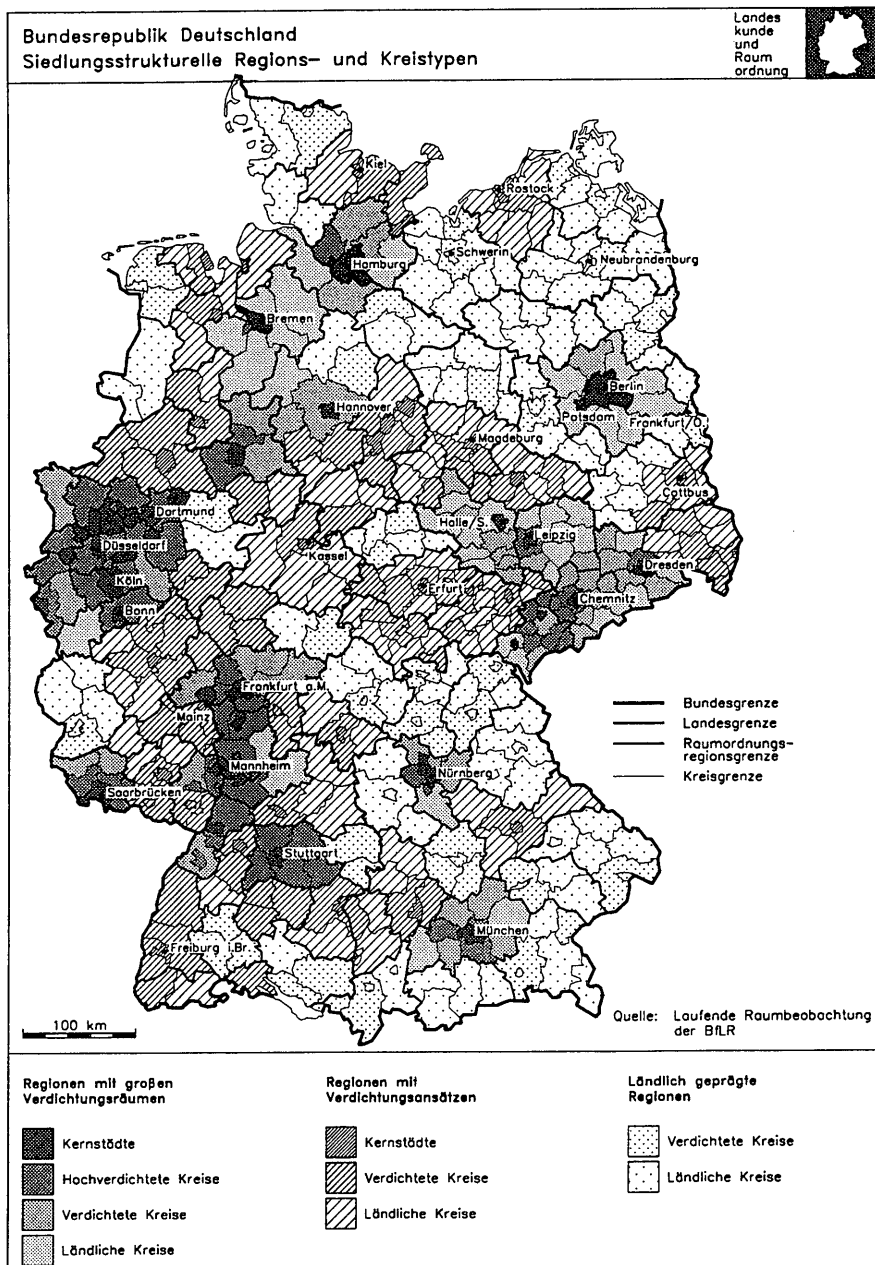 Bundesrepublik Deutschland
Siedlungsstrukturelle Regions- und Kreistypen
Landes
kunde
und
Raum
ordnung
Kiel
Rostock
Hamburg
Schwerin
Neubrandenburg
Bremen
Berlin
Hannover
Potsdam
Frankfurt/O.
Magdeburg
Cottbus
Dortmund
Halle/S.
Leipzig
Düsseldorf
Kassel
Dresden
Köln
Erfurt
Chemnitz
Bonn
Frankfurt a.M.
Mainz
Mannheim
Nürnberg
Saarbrücken
Stuttgart
München
Freiburg i.Br.
Bundesgrenze
Landesgrenze
Raumordnungs-
regionsgrenze
Kreisgrenze
100 km
Quelle: Laufende Raumbeobachtung
der BfLR
Regionen mit großen
Verdichtungsräumen
Kernstädte
Hochverdichtete Kreise
Verdichtete Kreise
Ländliche Kreise
Regionen mit
Verdichtungsansätzen
Kernstädte
Verdichtete Kreise
Ländliche Kreise
Ländlich geprägte
Regionen
Verdichtete Kreise
Ländliche Kreise